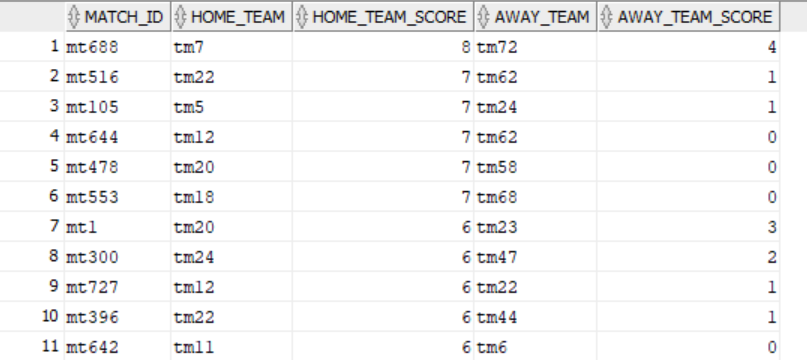 MATCH_ID HOME_TEAM HOME_TEAM_SCORE AWAY_TEAM AWAY_TEAM_SCORE
1 mt688 tm7 8 tm72 4
2 mt516 tm22 7 tm62 1
3 mt105 tm5 7 tm24 1
4 mt644 tm12 7 tm62 0
5 mt478 tm20 7 tm58 0
6 mt553 tm18 7 tm68 0
7 mt1 tm20 6 tm23 3
8 mt300 tm24 6 tm47 2
9 mt727 tm12 6 tm22 1
10 mt396 tm22 6 tm44 1
11 mt642 tm11 6 tm6 0